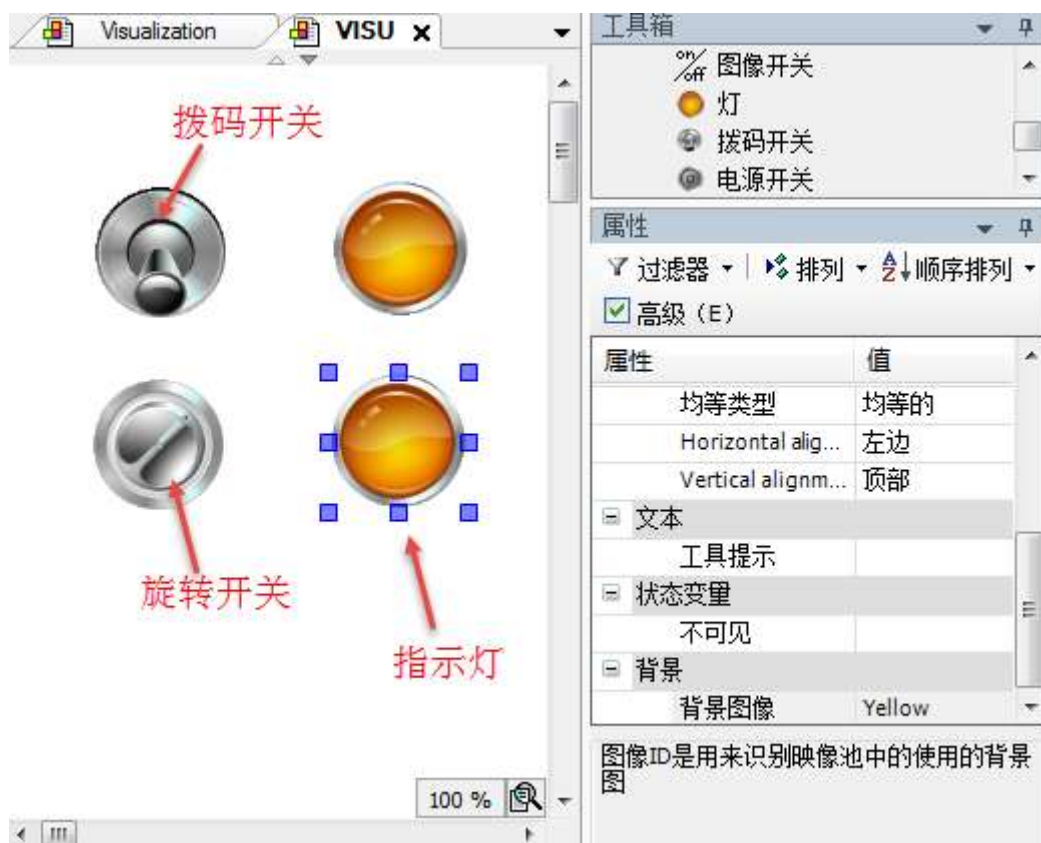 Visualization
VISU
拨码开关
旋转开关
指示灯
100 %
工具箱
on/off 图像开关
灯
拨码开关
电源开关
属性
过滤器 排列 顺序排列
高级 (E)
属性 值
均等类型 均等的
Horizontal alig... 左边
Vertical alignm... 顶部
文本
工具提示
状态变量
不可见
背景
背景图像 Yellow
图像ID是用来识别映像池中的使用的背景
图